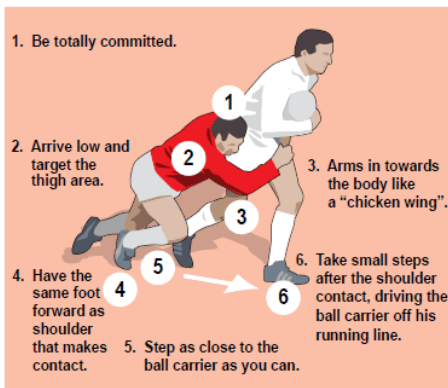 1. Be totally committed.
1
2. Arrive low and
target the
thigh area.
2
3. Arms in towards
the body like
a “chicken wing”.
3
4. Have the
same foot
forward as
shoulder
that makes
contact.
4
5
5. Step as close to the
ball carrier as you can.
6. Take small steps
after the shoulder
contact, driving the
ball carrier off his
running line.
6